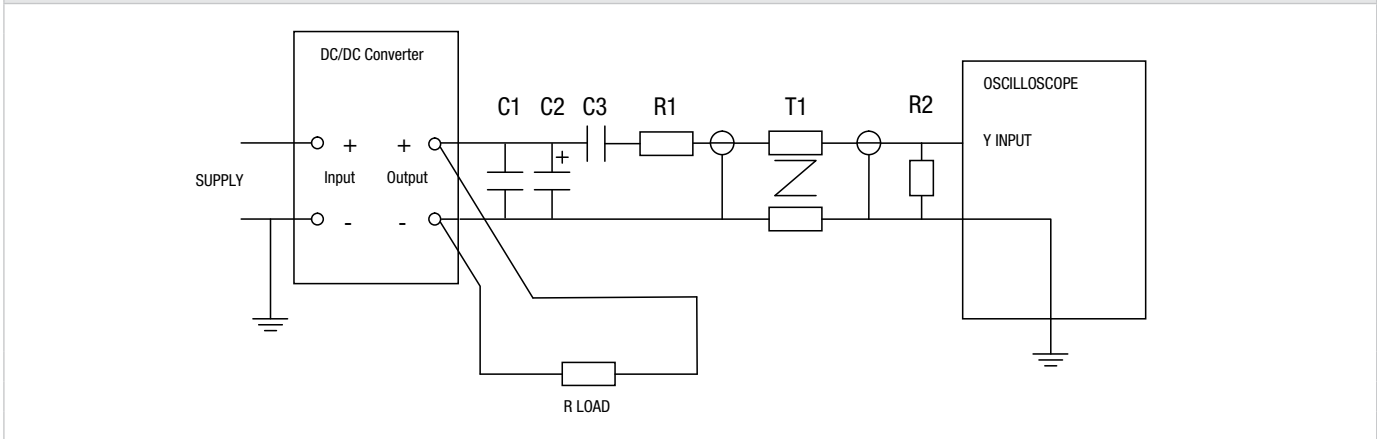 DC/DC Converter
OSCILLOSCOPE
C1 C2 C3 R1 T1 R2
+ + + + Y INPUT
SUPPLY Input Output
- -
R LOAD